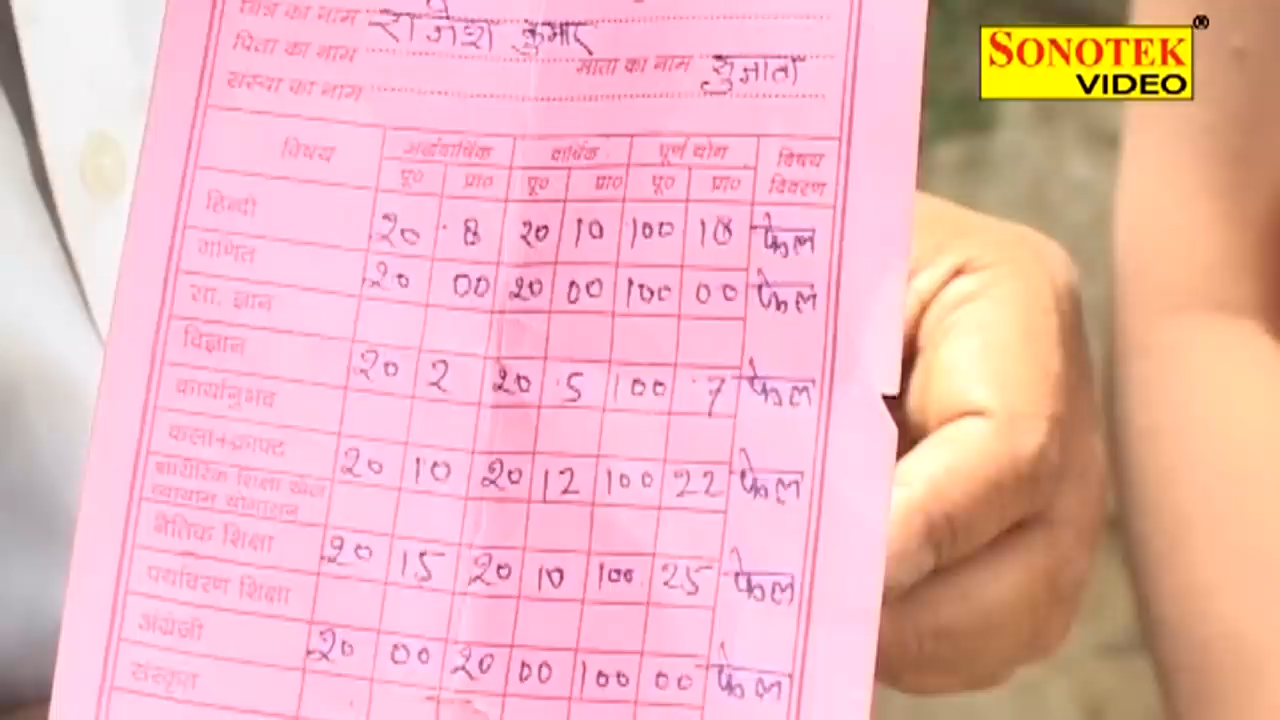 छात्र का नाम
पिता का नाम राजेश कुमार माता का नाम सुजाता
संस्था का नाम
SONOTEK®
VIDEO
विषय अर्द्धवार्षिक वार्षिक पूर्ण योग विषय विवरण
पू० प्रा० पू० प्रा० पू० प्रा०
हिन्दी 20 8 20 10 100 18 फेल
गणित 20 00 20 00 100 00 फेल
सा. ज्ञान
विज्ञान 20 2 20 5 100 7 फेल
कार्यानुभव
कला+क्राफ्ट 20 10 20 12 100 22 फेल
शारीरिक शिक्षा खेल
व्यायाम योगासन
नैतिक शिक्षा 20 15 20 10 100 25 फेल
पर्यावरण शिक्षा
अंग्रेजी 20 00 20 00 100 00 फेल
संस्कृत